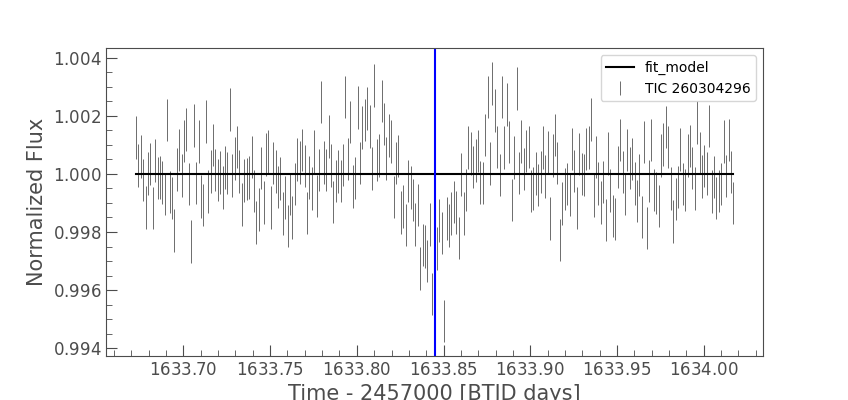 1.004
1.002
1.000
0.998
0.996
0.994
Normalized Flux
fit_model
TIC 260304296
1633.70 1633.75 1633.80 1633.85 1633.90 1633.95 1634.00
Time - 2457000 [BTJD days]